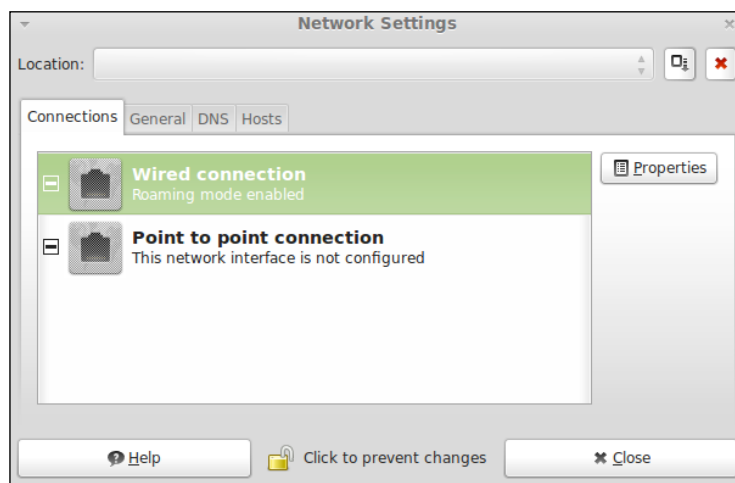 Network Settings
Location:
Connections General DNS Hosts
Wired connection
Roaming mode enabled
Properties
Point to point connection
This network interface is not configured
Help Click to prevent changes Close